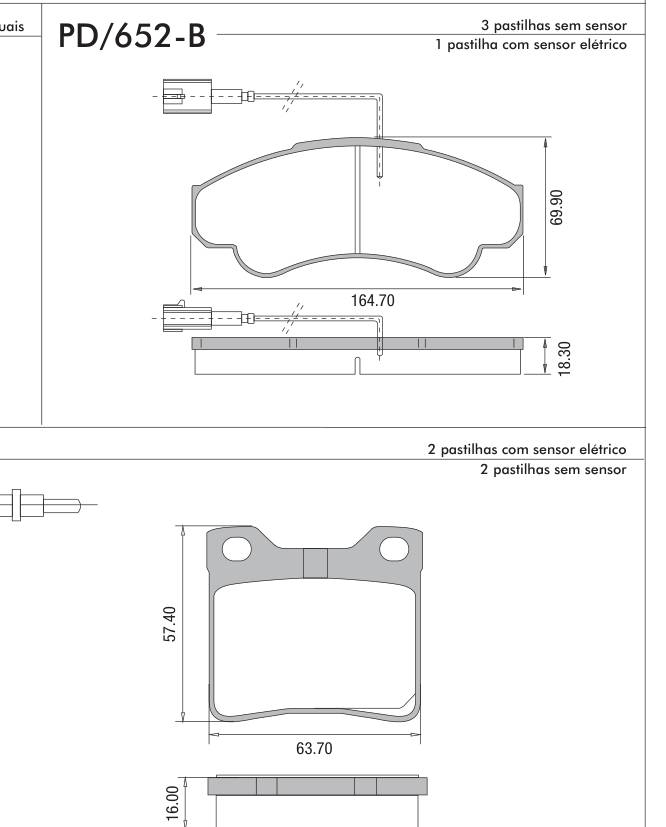 uais
PD/652-B
3 pastilhas sem sensor
1 pastilha com sensor elétrico
69.90
164.70
18.30
2 pastilhas com sensor elétrico
2 pastilhas sem sensor
57.40
63.70
16.00